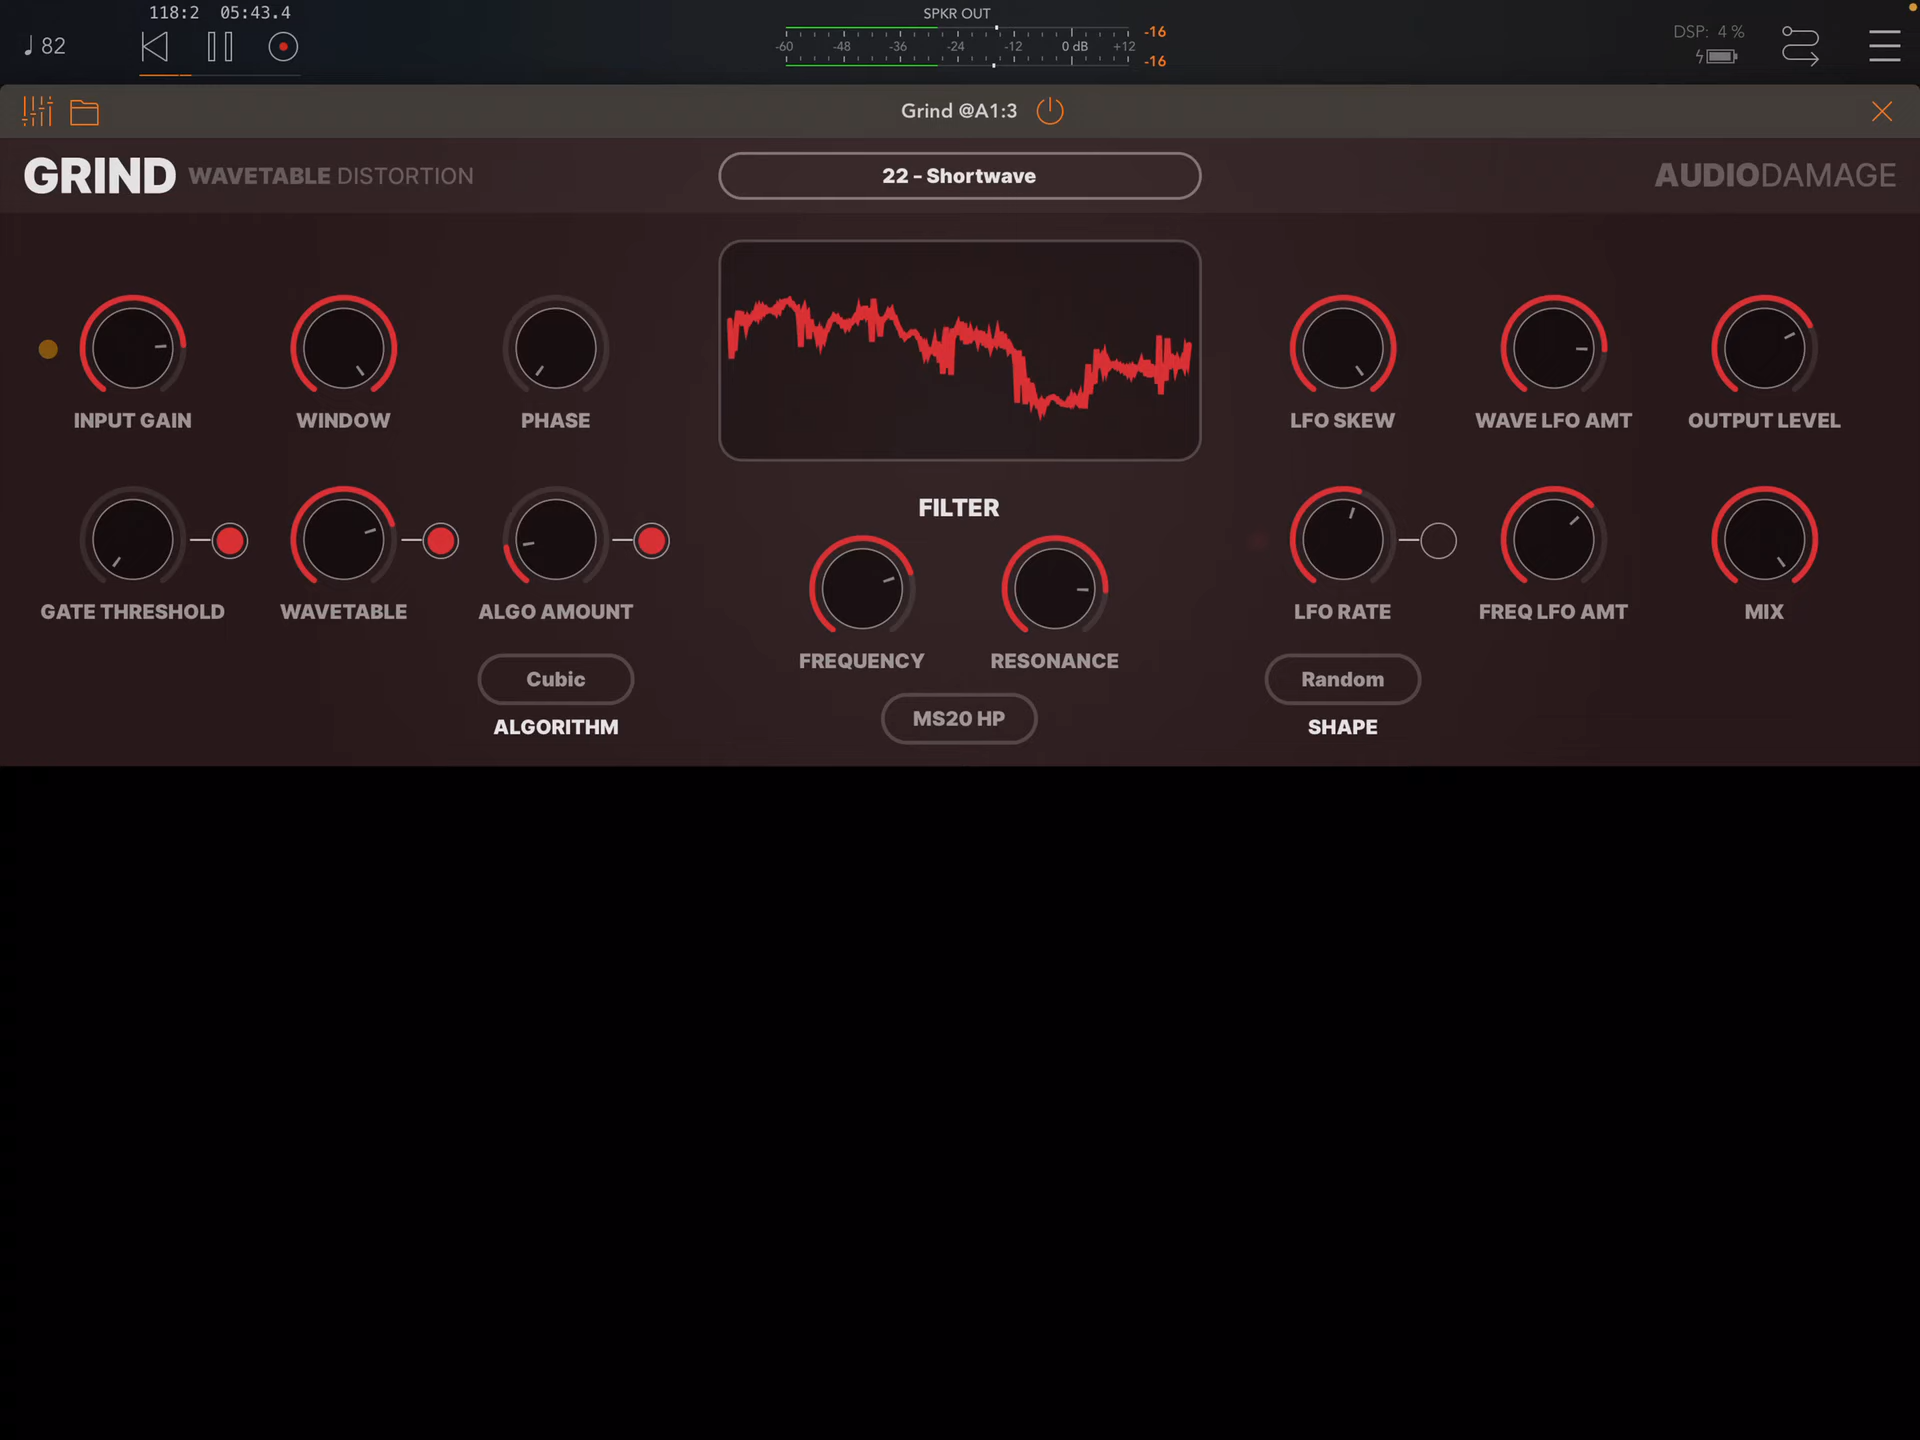 118:2 05:43.4
♩ 82
SPKR OUT
-60 -48 -36 -24 -12 0 dB +12
-16
-16
DSP: 4 %
Grind @A1:3
GRIND WAVETABLE DISTORTION
22 - Shortwave
AUDIODAMAGE
INPUT GAIN
WINDOW
PHASE
LFO SKEW
WAVE LFO AMT
OUTPUT LEVEL
FILTER
GATE THRESHOLD
WAVETABLE
ALGO AMOUNT
LFO RATE
FREQ LFO AMT
MIX
FREQUENCY
RESONANCE
Cubic
ALGORITHM
MS20 HP
Random
SHAPE